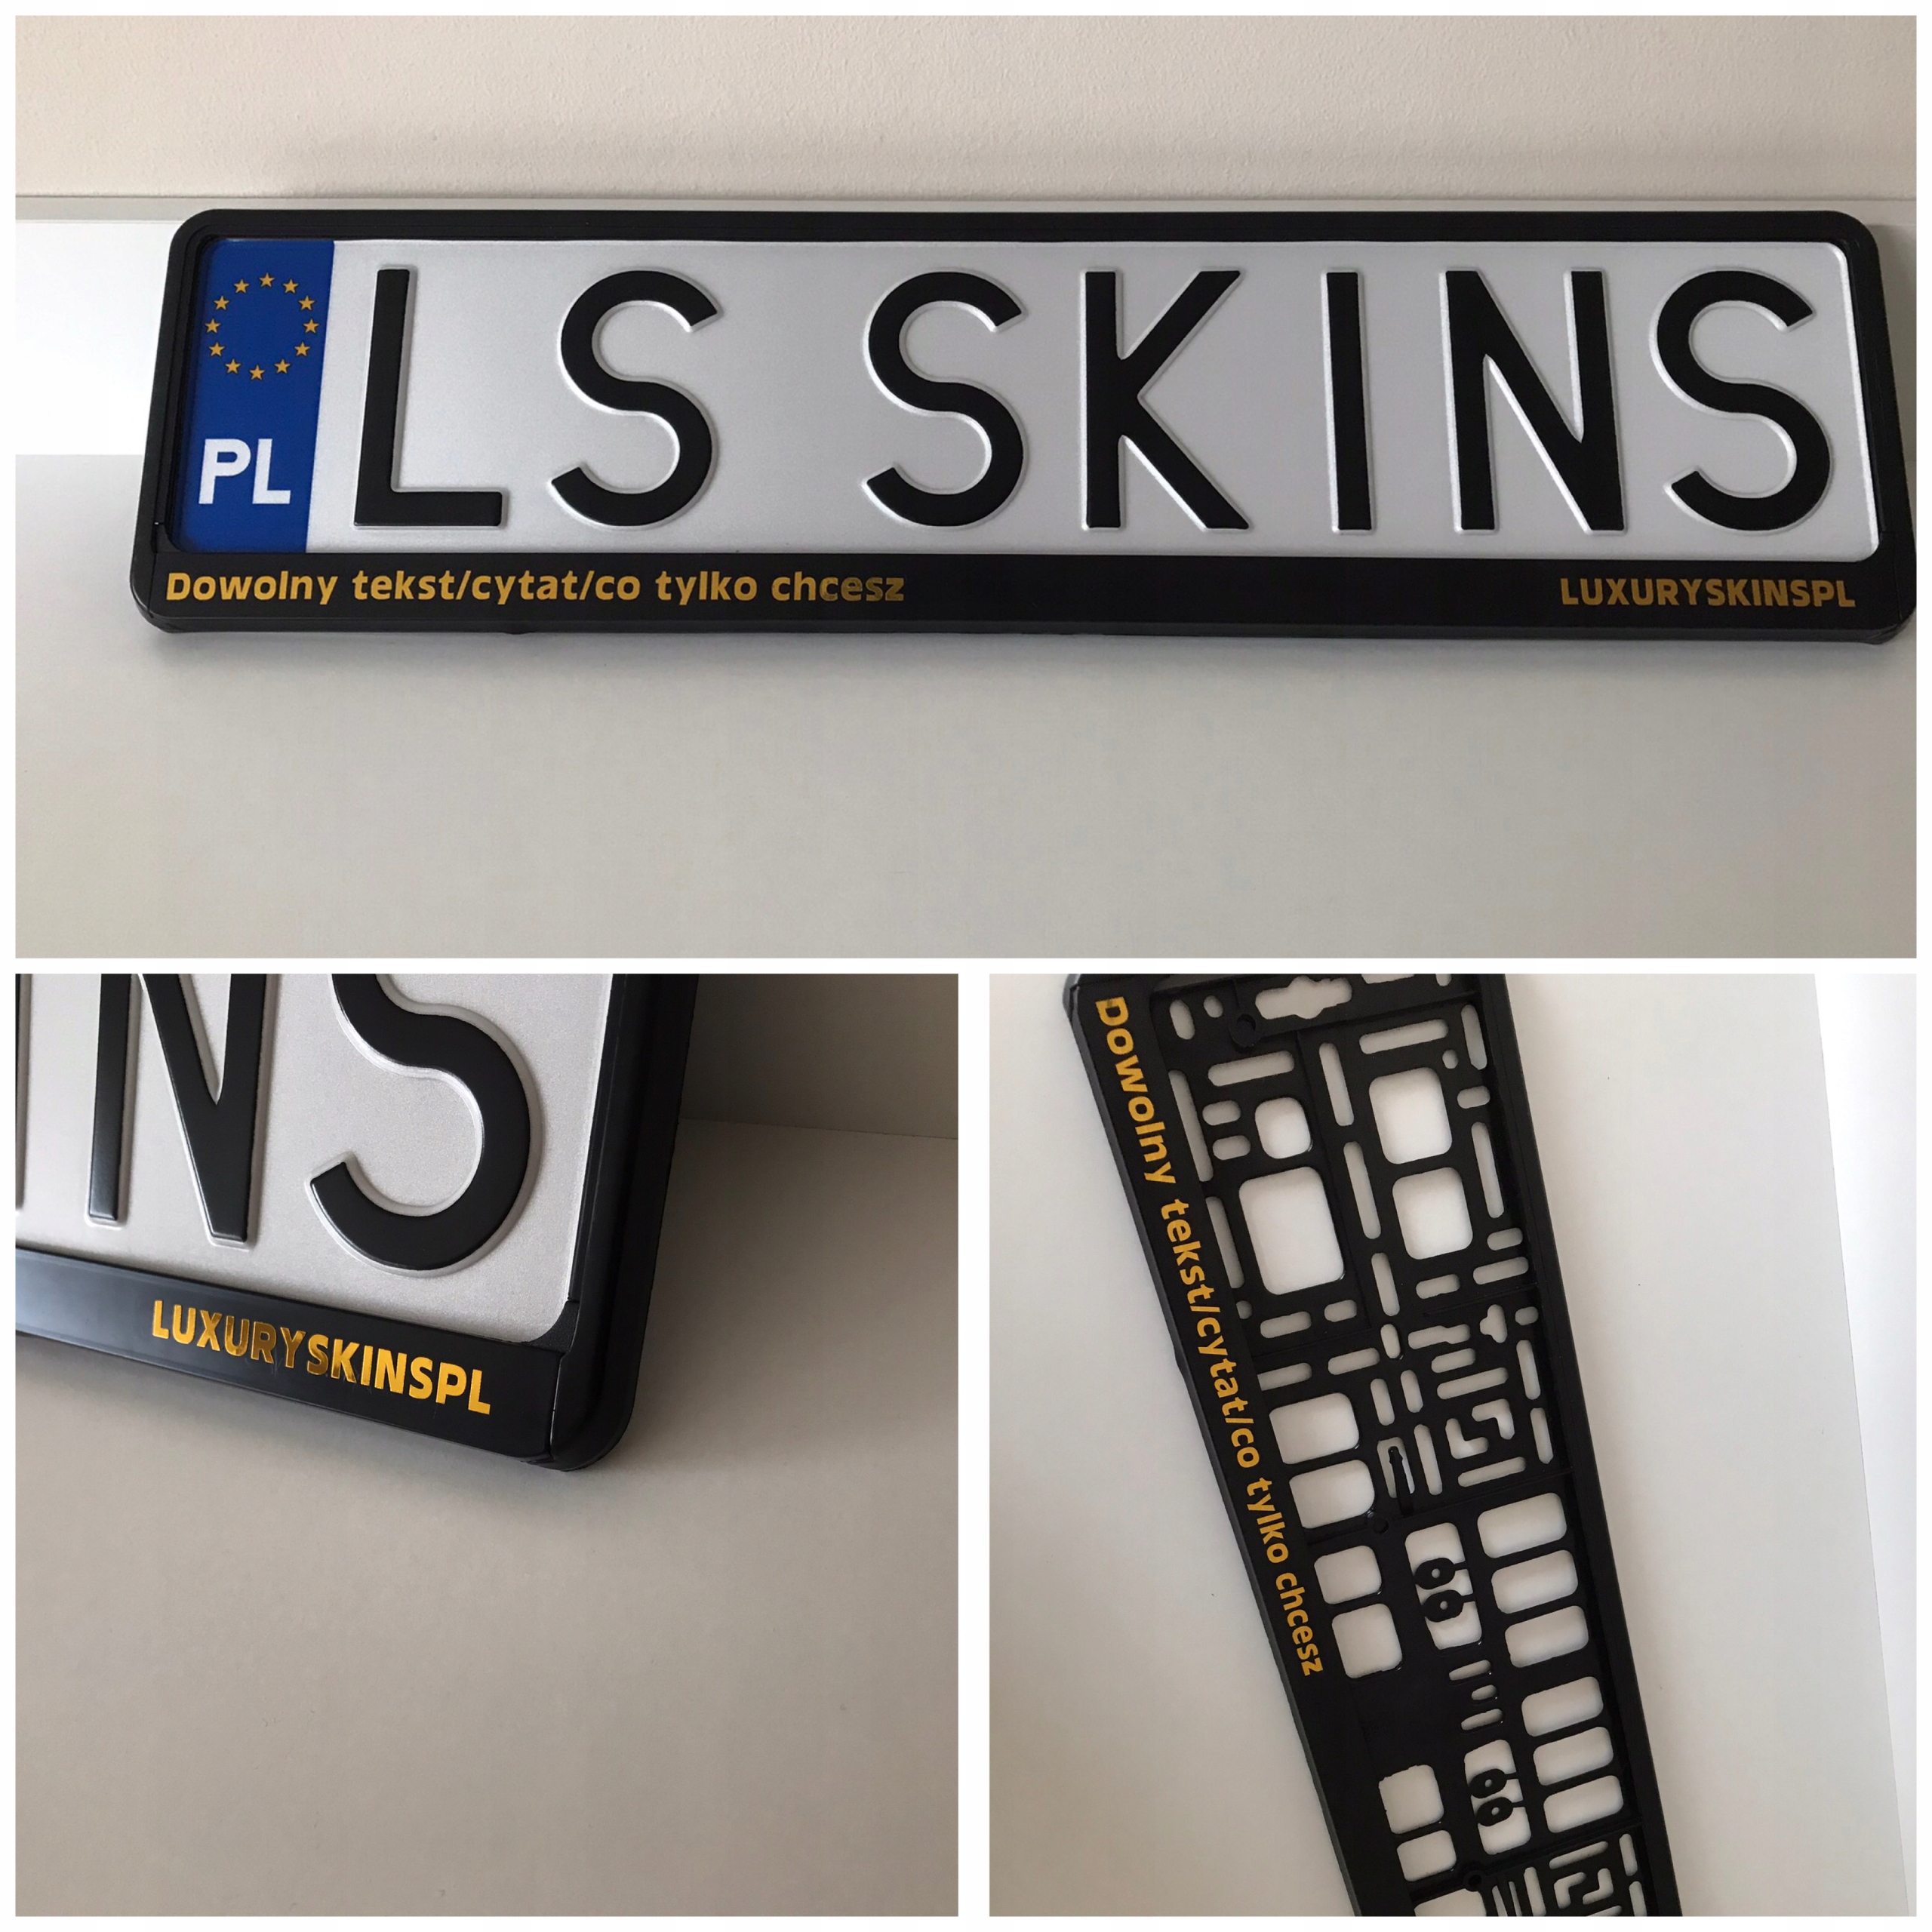 PL
LS SKINS
Dowolny tekst/cytat/co tylko chcesz
LUXURYSKINSPL
INS
LUXURYSKINSPL
Dowolny tekst/cytat/co tylko chcesz